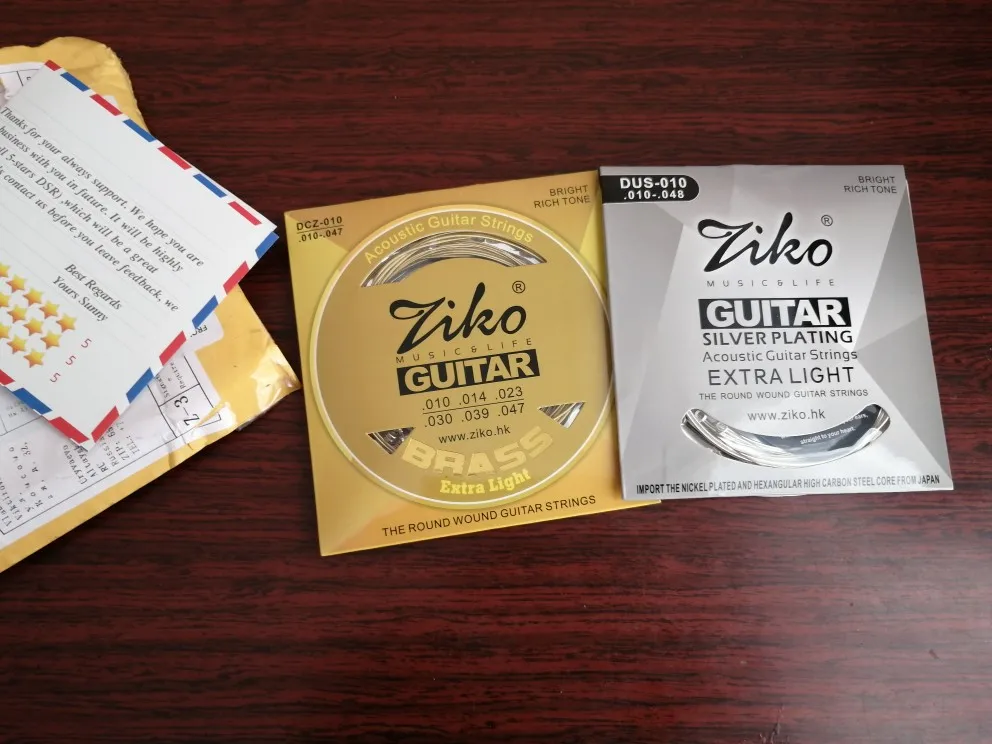 Thanks for your always support. We hope you are
business with you in future. It will be highly
5-stars DSR) ,which will be a great
contact us before you leave feedback, we
Best Regards
Yours Sunny
5
5
5
DCZ-010
.010-.047
BRIGHT
RICH TONE
Acoustic Guitar Strings
Ziko®
MUSIC & LIFE
GUITAR
.010 .014 .023
.030 .039 .047
www.ziko.hk
BRASS
Extra Light
THE ROUND WOUND GUITAR STRINGS
DUS-010
.010-.048
BRIGHT
RICH TONE
Ziko®
MUSIC & LIFE
GUITAR
SILVER PLATING
Acoustic Guitar Strings
EXTRA LIGHT
THE ROUND WOUND GUITAR STRINGS
www.ziko.hk
straight to your heart.
IMPORT THE NICKEL PLATED AND HEXANGULAR HIGH CARBON STEEL CORE FROM JAPAN